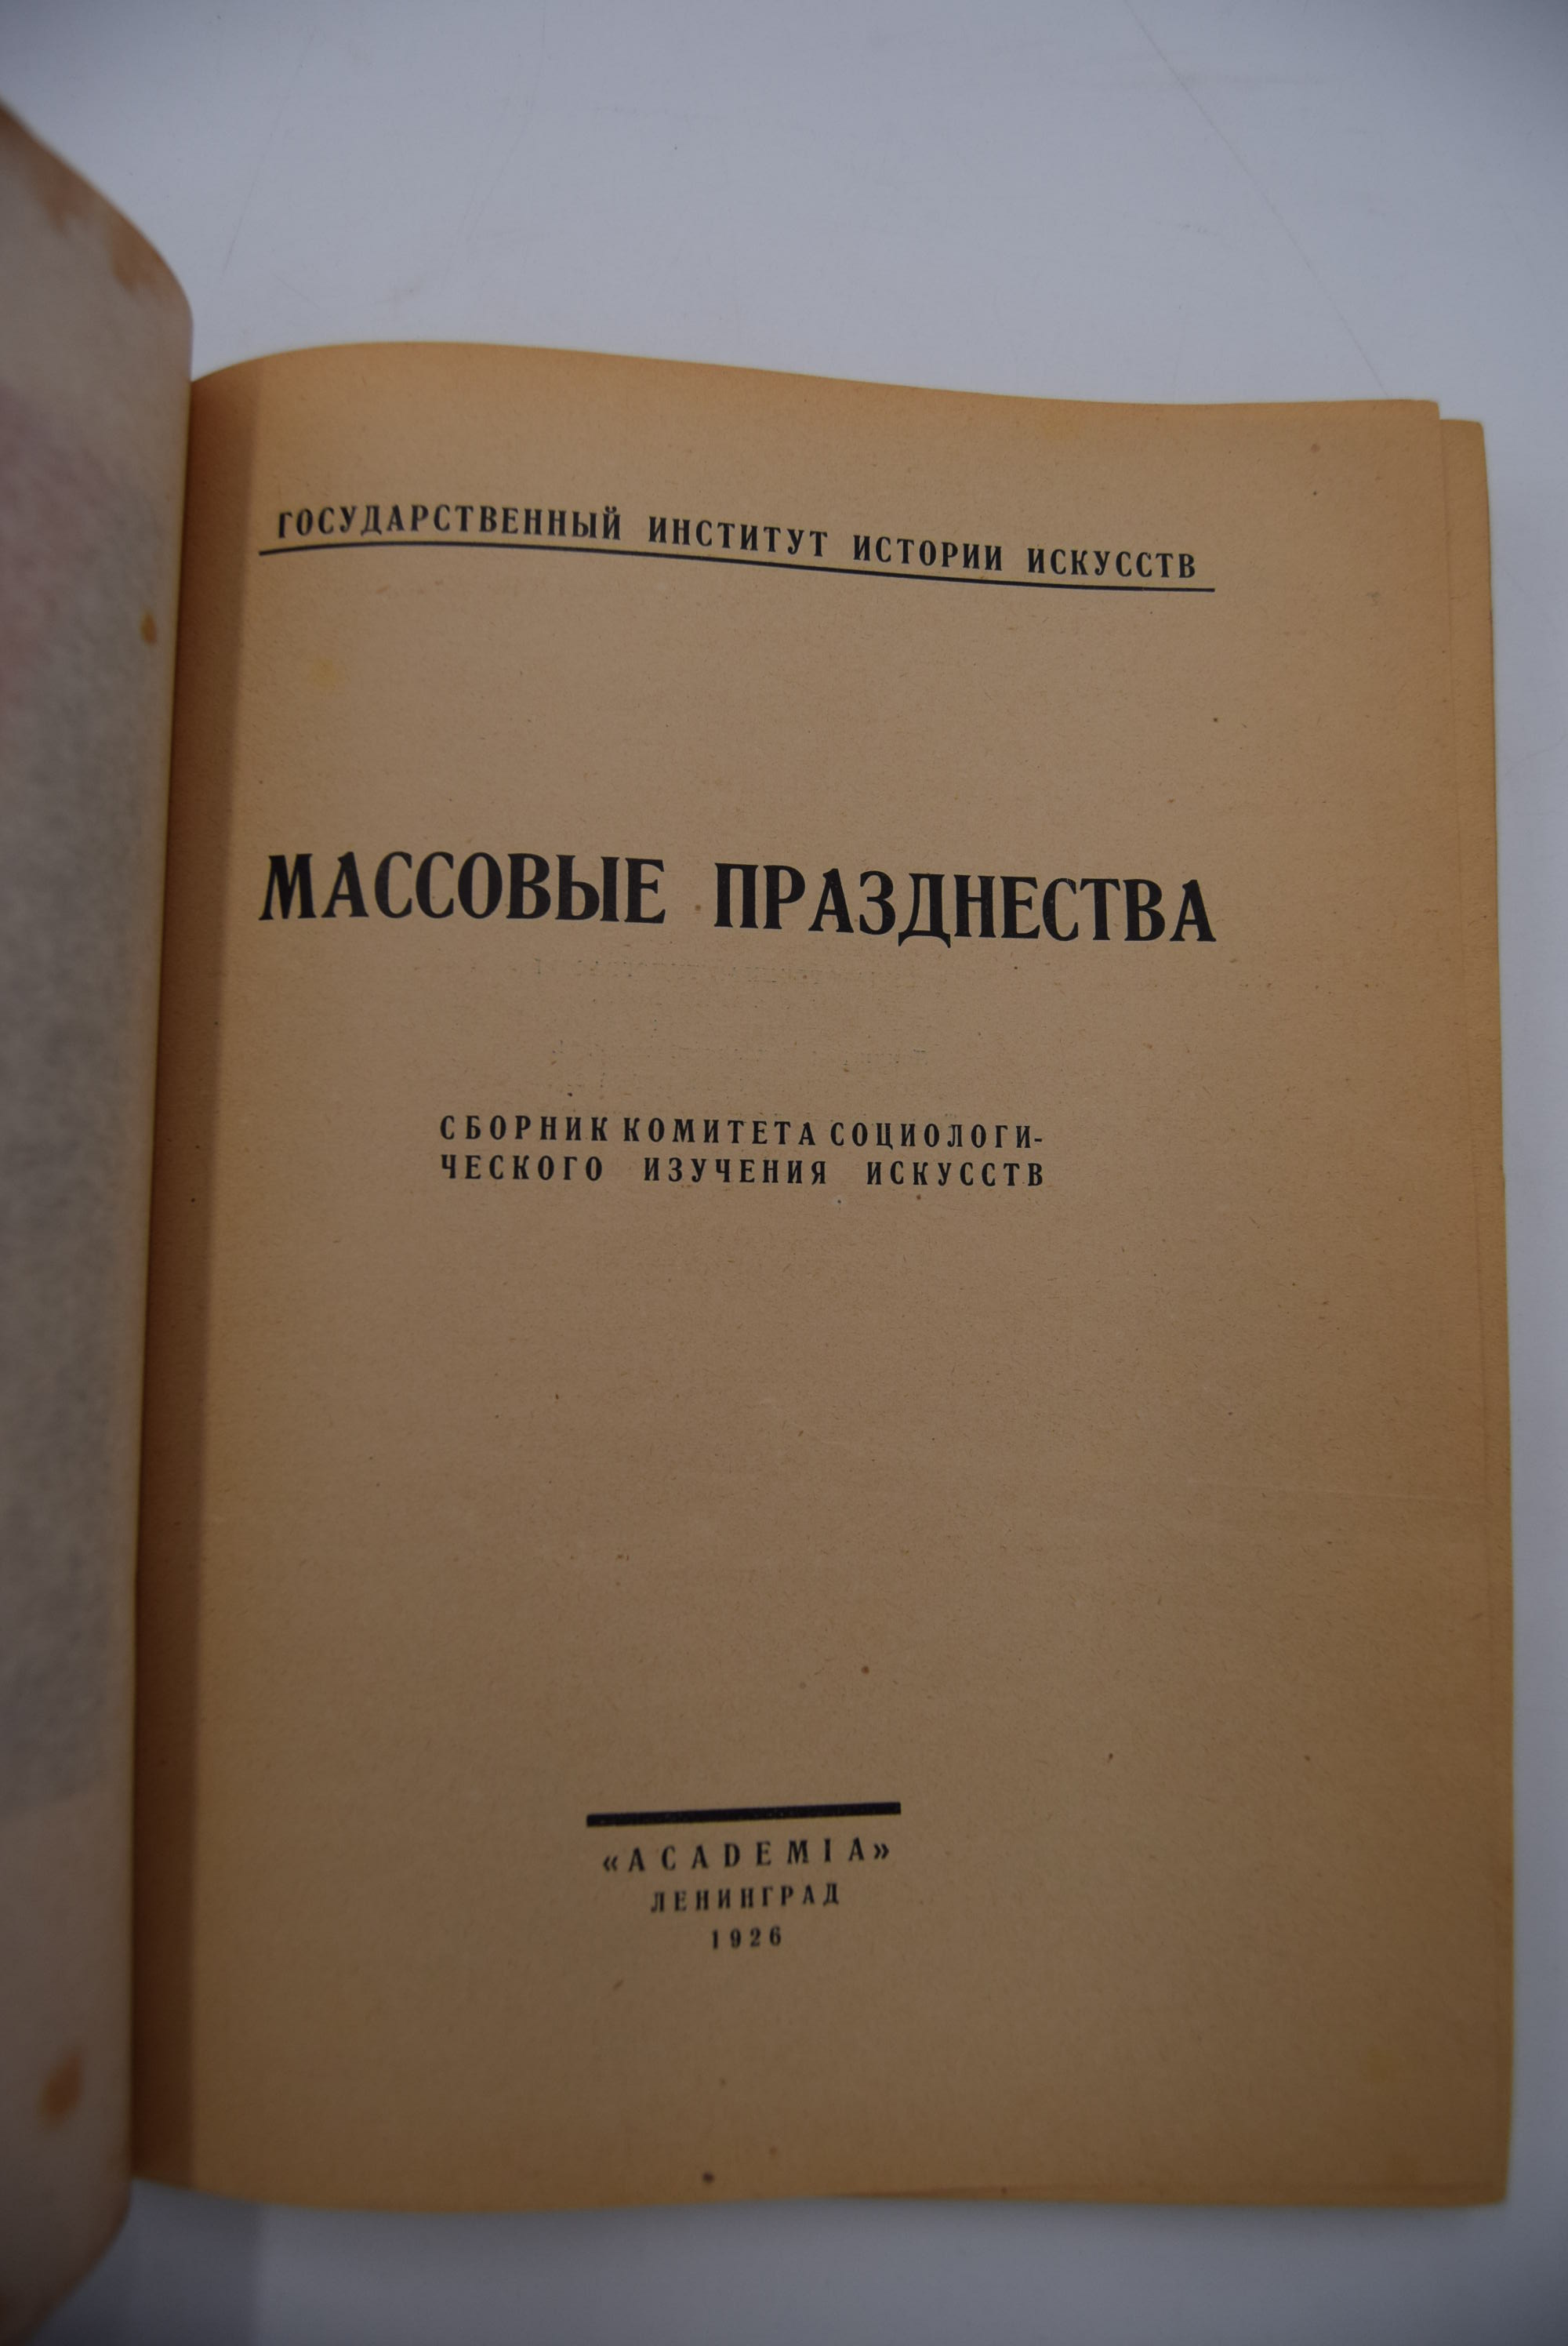 ГОСУДАРСТВЕННЫЙ ИНСТИТУТ ИСТОРИИ ИСКУССТВ
МАССОВЫЕ ПРАЗДНЕСТВА
СБОРНИК КОМИТЕТА СОЦИОЛОГИ-
ЧЕСКОГО ИЗУЧЕНИЯ ИСКУССТВ
«ACADEMIA»
ЛЕНИНГРАД
1926